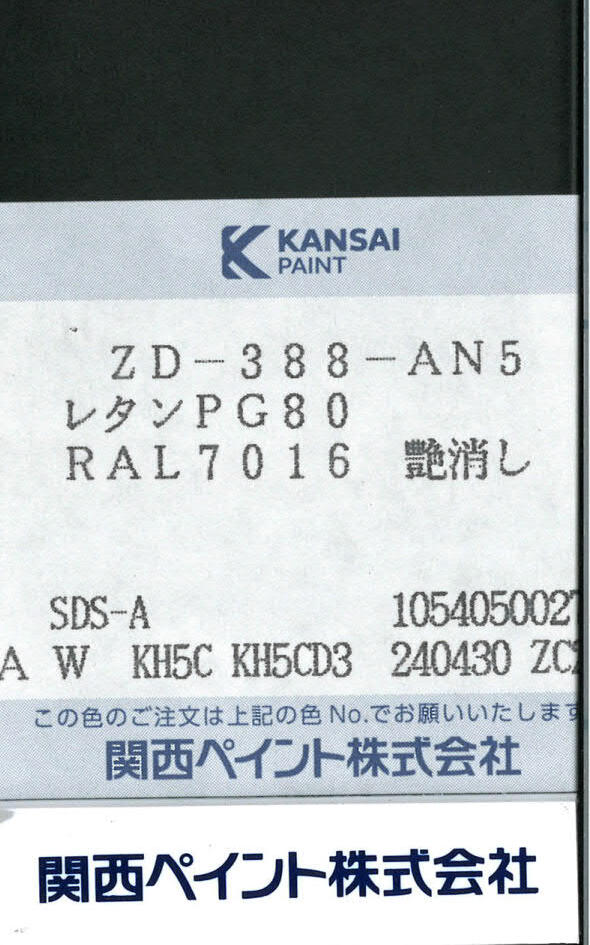 KANSAI
PAINT
ZD-388-AN5
レタンPG80
RAL7016 艶消し
SDS-A 1054050027
A W KH5C KH5CD3 240430 ZCZ
この色のご注文は上記の色No.でお願いいたします
関西ペイント株式会社
関西ペイント株式会社